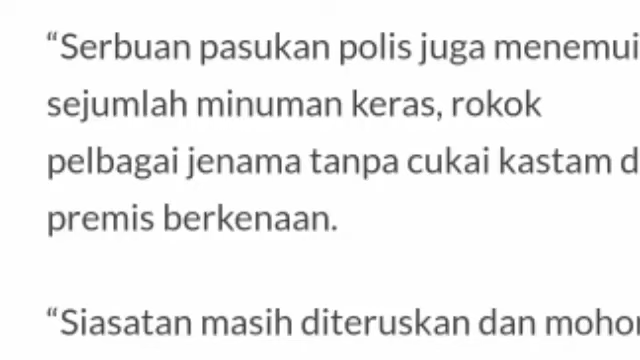 “Serbuan pasukan polis juga menemui
sejumlah minuman keras, rokok
pelbagai jenama tanpa cukai kastam
premis berkenaan.
“Siasatan masih diteruskan dan